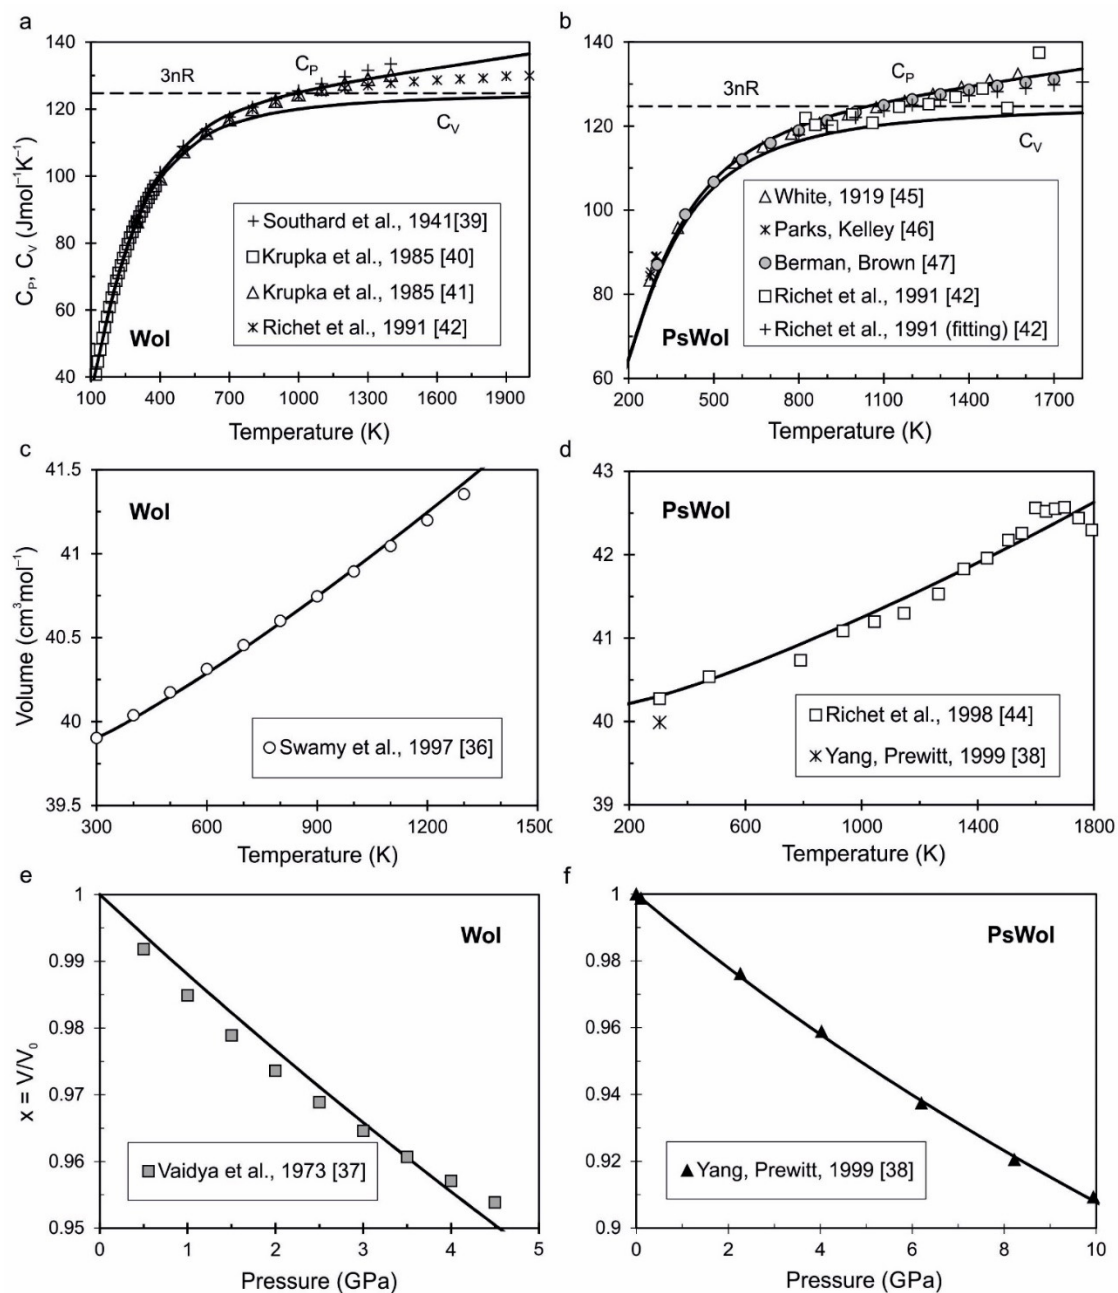 a
140
120
100
80
60
40
C_P, C_V (Jmol⁻¹K⁻¹)
3nR
C_P
C_V
+ Southard et al., 1941[39]
Krupka et al., 1985 [40]
Krupka et al., 1985 [41]
Richet et al., 1991 [42]
Wol
100 400 700 1000 1300 1600 1900
Temperature (K)
b
140
120
100
80
60
3nR
C_P
C_V
White, 1919 [45]
Parks, Kelley [46]
Berman, Brown [47]
Richet et al., 1991 [42]
+ Richet et al., 1991 (fitting) [42]
PsWol
200 500 800 1100 1400 1700
Temperature (K)
c
41.5
41
40.5
40
39.5
Volume (cm³mol⁻¹)
Wol
Swamy et al., 1997 [36]
300 600 900 1200 1500
Temperature (K)
d
43
42
41
40
39
PsWol
Richet et al., 1998 [44]
Yang, Prewitt, 1999 [38]
200 600 1000 1400 1800
Temperature (K)
e
1
0.99
0.98
0.97
0.96
0.95
x = V/V₀
Wol
Vaidya et al., 1973 [37]
0 1 2 3 4 5
Pressure (GPa)
f
1
0.98
0.96
0.94
0.92
0.9
PsWol
Yang, Prewitt, 1999 [38]
0 2 4 6 8 10
Pressure (GPa)